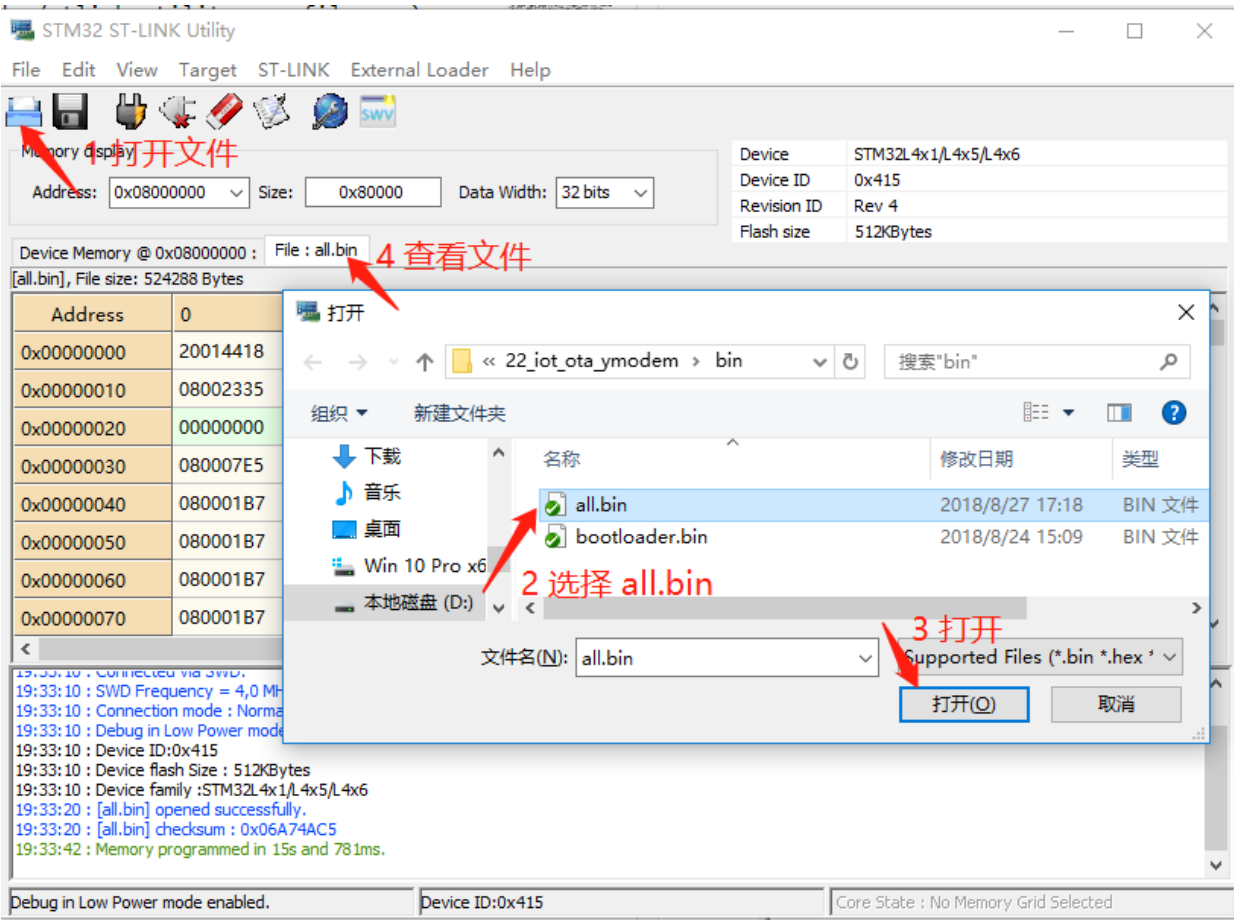 STM32 ST-LINK Utility
File Edit View Target ST-LINK External Loader Help
SWV
1 打开文件
Memory display
Address: 0x08000000 Size: 0x80000 Data Width: 32 bits
Device STM32L4x1/L4x5/L4x6
Device ID 0x415
Revision ID Rev 4
Flash size 512KBytes
Device Memory @ 0x08000000 : File : all.bin
4 查看文件
[all.bin], File size: 524288 Bytes
Address 0
0x00000000 20014418
0x00000010 08002335
0x00000020 00000000
0x00000030 080007E5
0x00000040 080001B7
0x00000050 080001B7
0x00000060 080001B7
0x00000070 080001B7
打开
« 22_iot_ota_ymodem › bin
搜索"bin"
组织 新建文件夹
下载
音乐
桌面
Win 10 Pro x6
本地磁盘 (D:)
名称 修改日期 类型
all.bin 2018/8/27 17:18 BIN 文件
bootloader.bin 2018/8/24 15:09 BIN 文件
2 选择 all.bin
3 打开
文件名(N): all.bin Supported Files (*.bin *.hex *
打开(O) 取消
19:33:10 : Connected via SWD.
19:33:10 : SWD Frequency = 4,0 MH
19:33:10 : Connection mode : Norma
19:33:10 : Debug in Low Power mode
19:33:10 : Device ID:0x415
19:33:10 : Device flash Size : 512KBytes
19:33:10 : Device family :STM32L4x1/L4x5/L4x6
19:33:20 : [all.bin] opened successfully.
19:33:20 : [all.bin] checksum : 0x06A74AC5
19:33:42 : Memory programmed in 15s and 781ms.
Debug in Low Power mode enabled. Device ID:0x415 Core State : No Memory Grid Selected